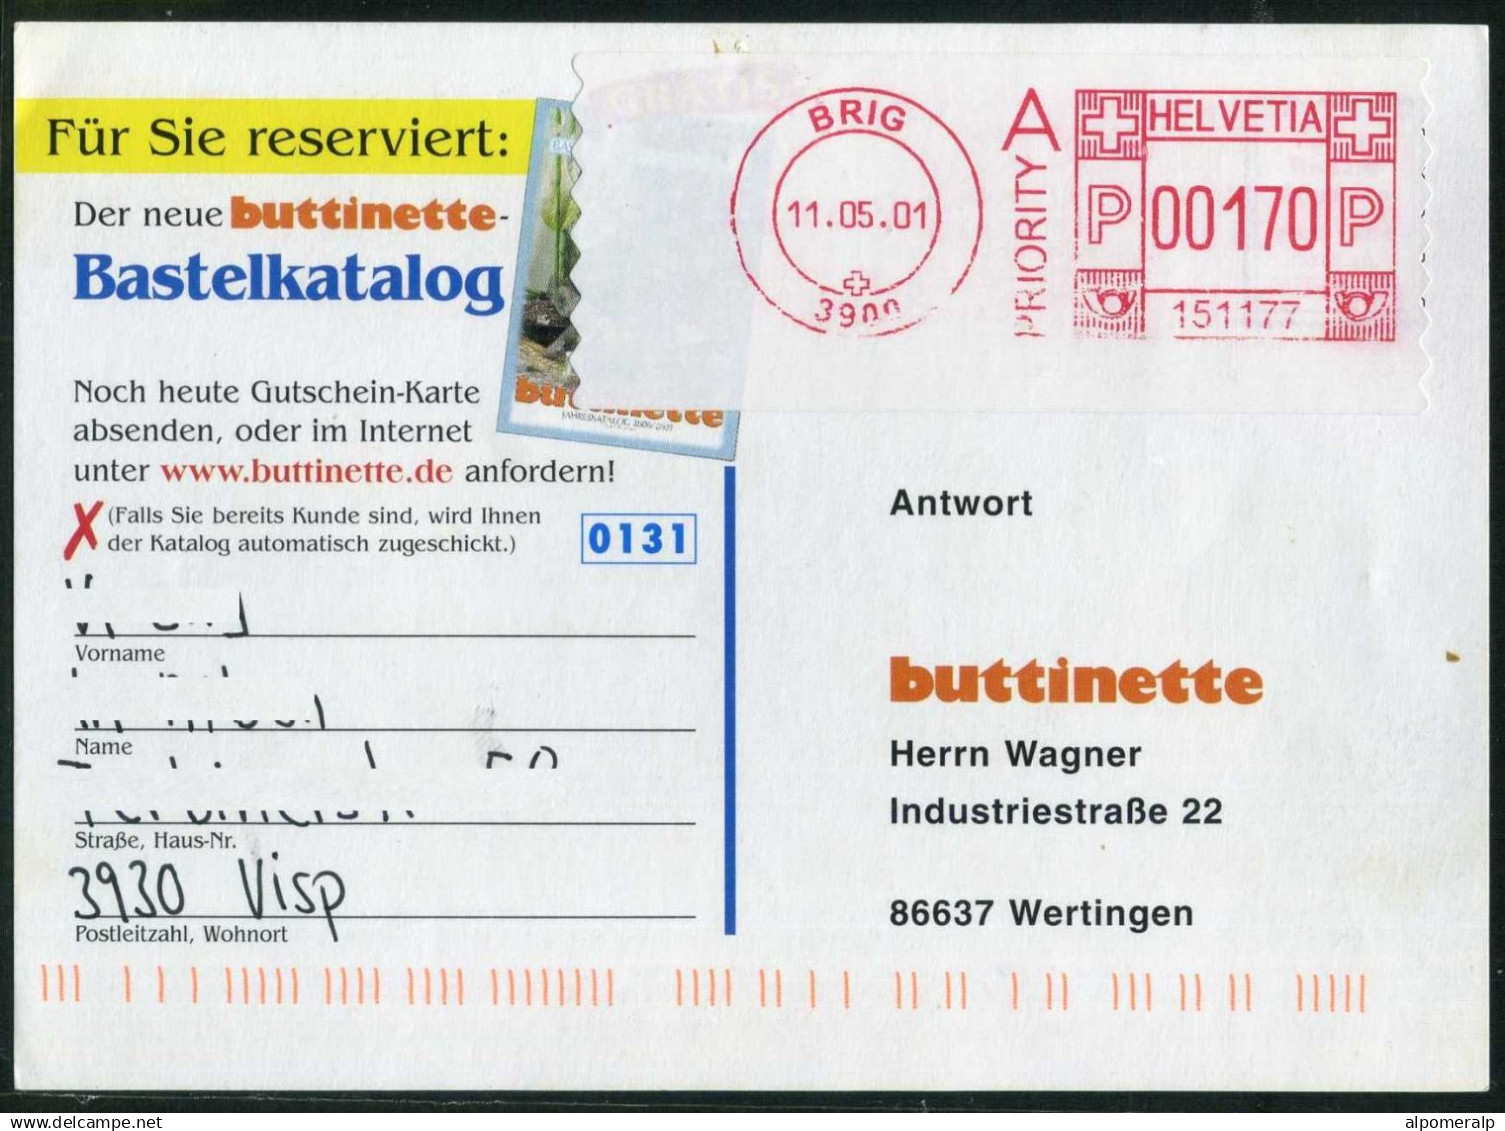 Für Sie reserviert:
Der neue buttinette-
Bastelkatalog
Noch heute Gutschein-Karte
absenden, oder im Internet
unter www.buttinette.de anfordern!
X (Falls Sie bereits Kunde sind, wird Ihnen
der Katalog automatisch zugeschickt.)
0131
Vorname
Name
Straße, Haus-Nr.
3930 Visp
Postleitzahl, Wohnort
buttinette
BRIG
11.05.01
3900
A
PRIORITY
HELVETIA
P 00170 P
151177
Antwort
buttinette
Herrn Wagner
Industriestraße 22
86637 Wertingen
delcampe.net
alpomeralp